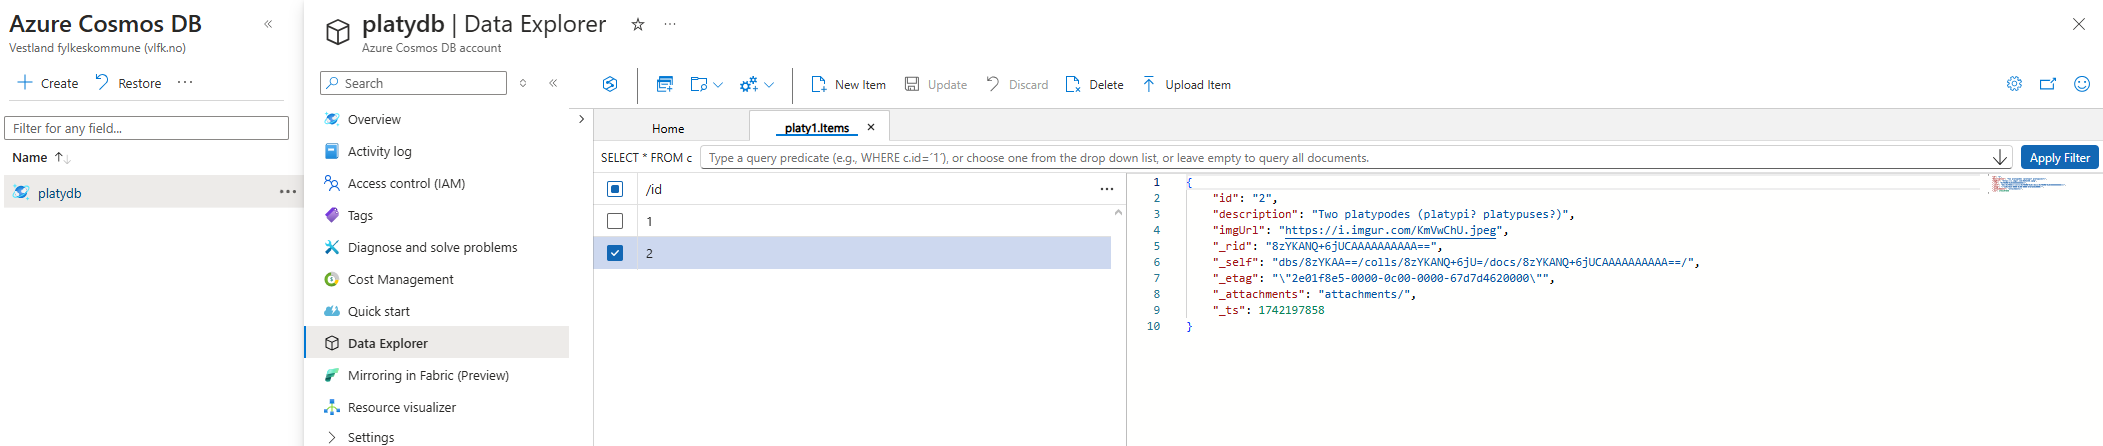 Azure Cosmos DB
Vestland fylkeskommune (vlfk.no)
Create
Restore
Filter for any field...
Name
platydb
platydb | Data Explorer
Azure Cosmos DB account
Search
Overview
Activity log
Access control (IAM)
Tags
Diagnose and solve problems
Cost Management
Quick start
Data Explorer
Mirroring in Fabric (Preview)
Resource visualizer
Settings
New Item
Update
Discard
Delete
Upload Item
Home
platy1.Items
SELECT * FROM c
Type a query predicate (e.g., WHERE c.id=´1´), or choose one from the drop down list, or leave empty to query all documents.
Apply Filter
/id
1
2
1 {
2 "id": "2",
3 "description": "Two platypodes (platypi? platypuses?)",
4 "imgUrl": "https://i.imgur.com/KmVwChU.jpeg",
5 "_rid": "8zYKANQ+6jUCAAAAAAAAAA==",
6 "_self": "dbs/8zYKAA==/colls/8zYKANQ+6jU=/docs/8zYKANQ+6jUCAAAAAAAAAA==/",
7 "_etag": "\"2e01f8e5-0000-0c00-0000-67d7d4620000\"",
8 "_attachments": "attachments/",
9 "_ts": 1742197858
10 }